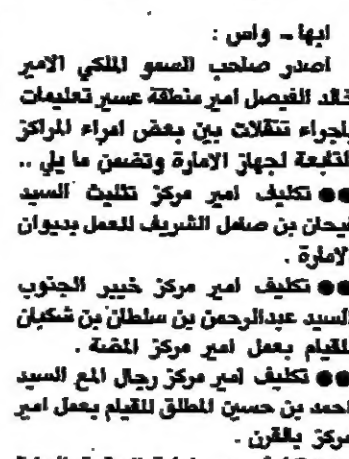 ابها ـ واس :
اصدر صاحب السمو الملكي الامير
خالد الفيصل امير منطقة عسير تعليمات
باجراء تنقلات بين بعض امراء المراكز
التابعة لجهاز الامارة وتضمن ما يلي ..
●● تكليف امير مركز تثليث السيد
فيحان بن صامل الشريف للعمل بديوان
الامارة .
●● تكليف امير مركز خيبر الجنوب
السيد عبدالرحمن بن سلطان بن شكبان
للقيام بعمل امير مركز المضة .
●● تكليف امير مركز رجال المع السيد
احمد بن حسين المطلق للقيام بعمل امير
مركز بالقرن .